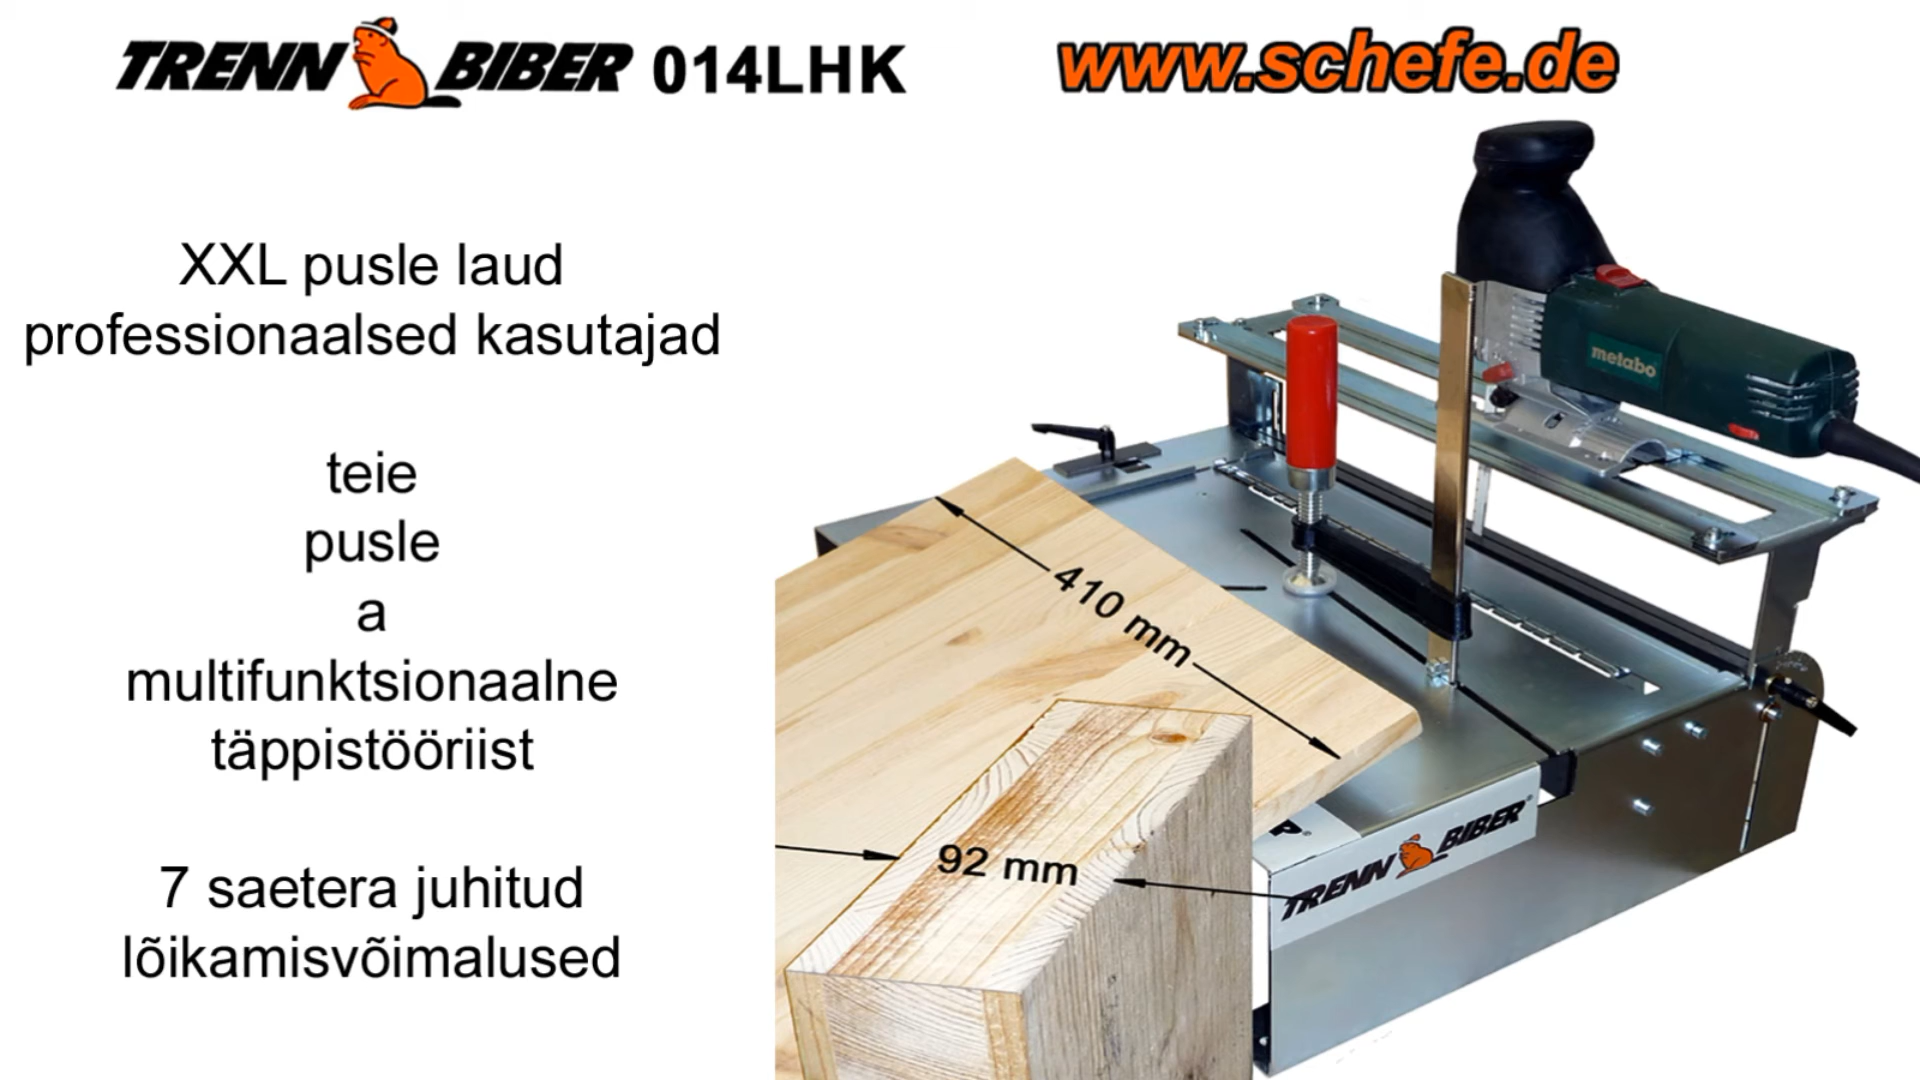 TRENN BIBER 014LHK
www.schefe.de
XXL pusle laud
professionaalsed kasutajad
teie
pusle
a
multifunktsionaalne
täppistööriist
7 saetera juhitud
lõikamisvõimalused
metabo
410 mm
92 mm
TRENN BIBER